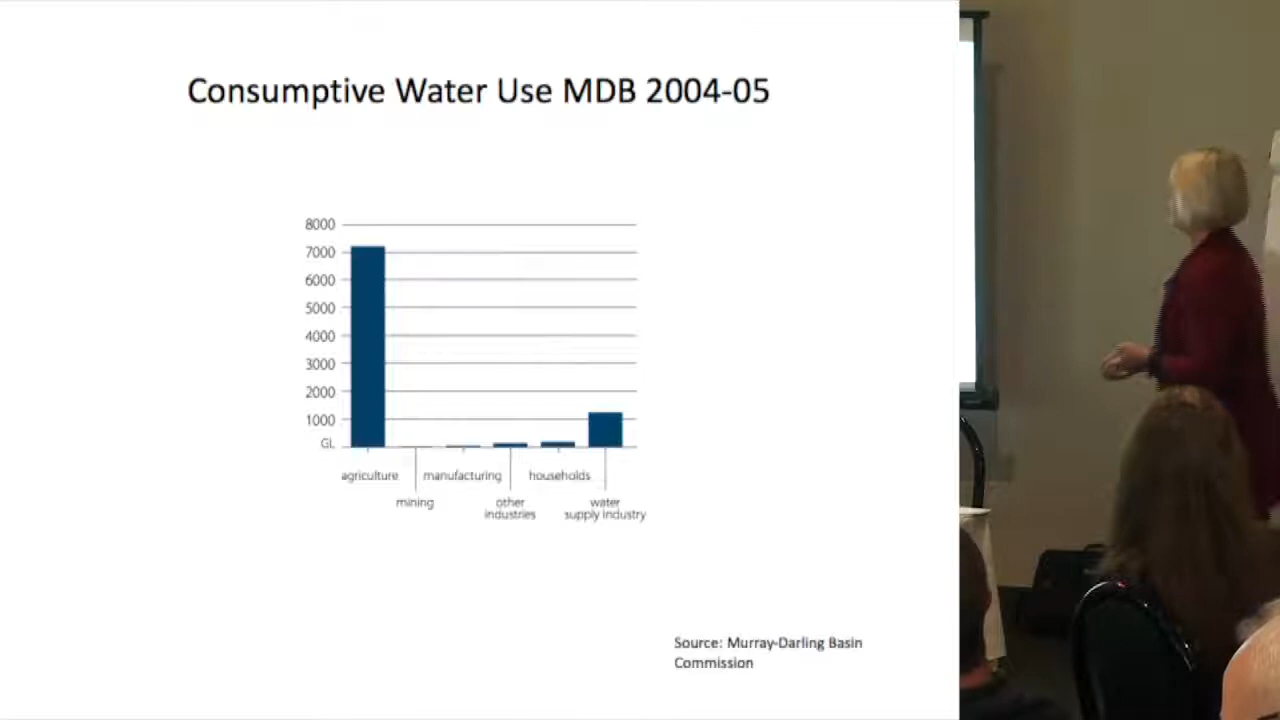 Consumptive Water Use MDB 2004-05
8000
7000
6000
5000
4000
3000
2000
1000
GL
agriculture
manufacturing
households
mining
other
industries
water
supply industry
Source: Murray-Darling Basin
Commission